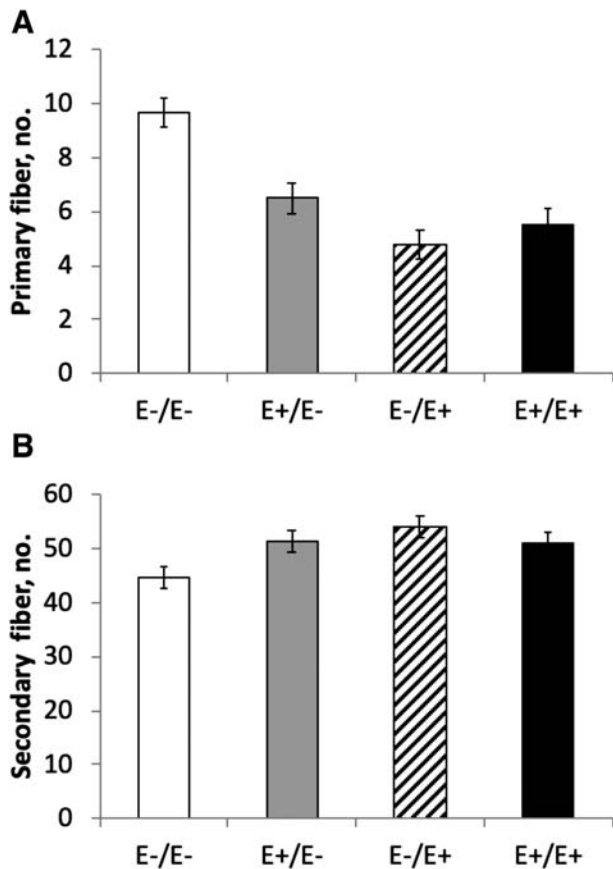 A
Primary fiber, no.
12
10
8
6
4
2
0
E-/E- E+/E- E-/E+ E+/E+
B
Secondary fiber, no.
60
50
40
30
20
10
0
E-/E- E+/E- E-/E+ E+/E+